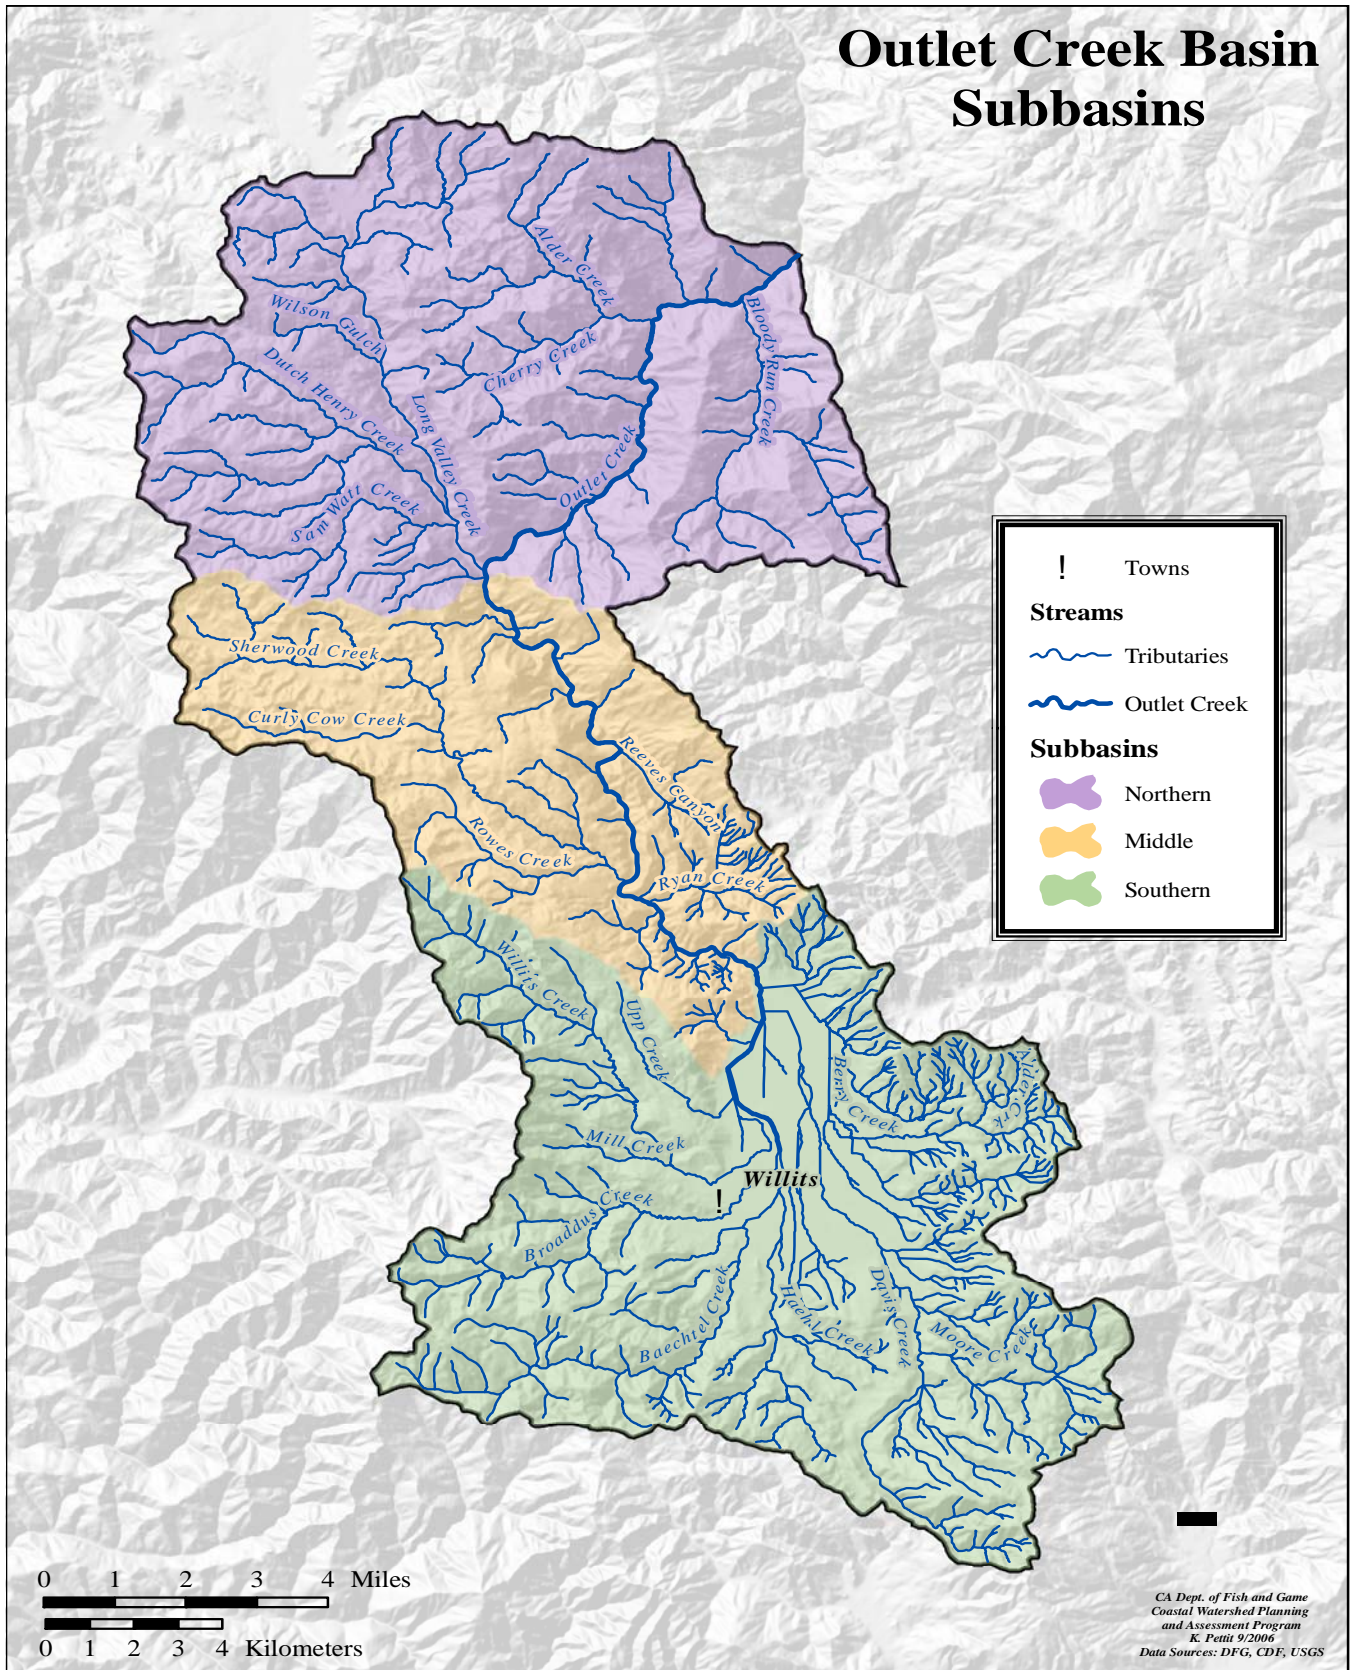 Outlet Creek Basin
Subbasins
Alder Creek
Wilson Gulch
Bloody Run Creek
Cherry Creek
Dutch Henry Creek
Long Valley Creek
Outlet Creek
Sam Watt Creek
! Towns
Streams
Tributaries
Outlet Creek
Subbasins
Northern
Middle
Southern
Sherwood Creek
Curly Cow Creek
Reeves Canyon
Rowes Creek
Ryan Creek
Willits Creek
Upp Creek
Berry Creek
Alder Crk
Mill Creek
Willits
!
Broaddus Creek
Baechtel Creek
Haehl Creek
Davis Creek
Moore Creek
0 1 2 3 4 Miles
0 1 2 3 4 Kilometers
CA Dept. of Fish and Game
Coastal Watershed Planning
and Assessment Program
K. Pettit 9/2006
Data Sources: DFG, CDF, USGS